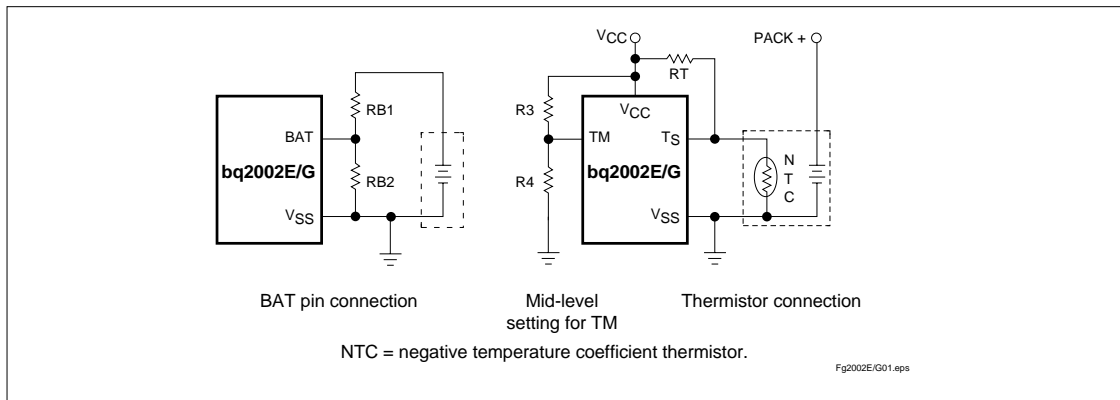 BAT
bq2002E/G
VSS
RB1
RB2
BAT pin connection
VCC
RT
PACK +
R3
VCC
TM
TS
bq2002E/G
R4
VSS
N
T
C
Mid-level
setting for TM
Thermistor connection
NTC = negative temperature coefficient thermistor.
Fg2002E/G01.eps